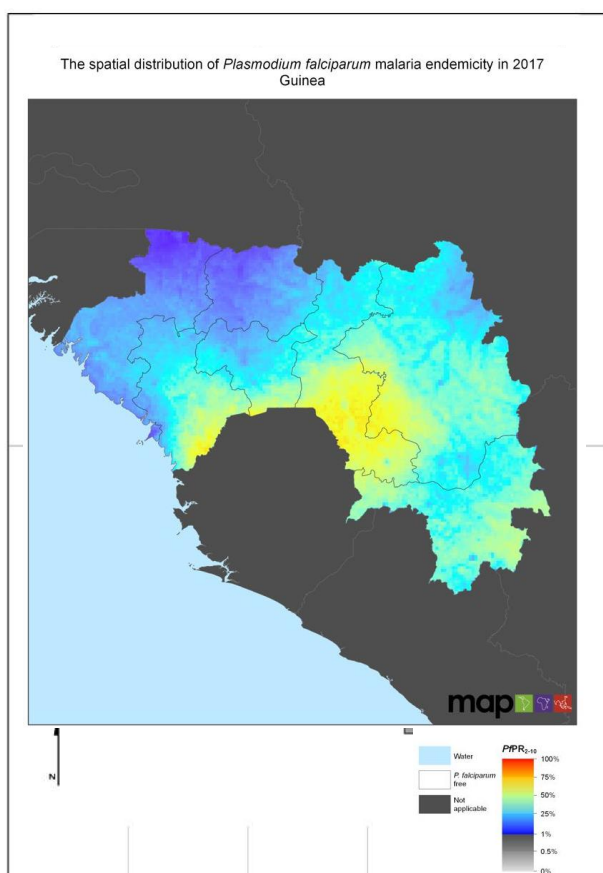 The spatial distribution of Plasmodium falciparum malaria endemicity in 2017
Guinea
map
N
Water
P. falciparum
free
Not
applicable
PfPR2-10
100%
75%
50%
25%
1%
0.5%
0%